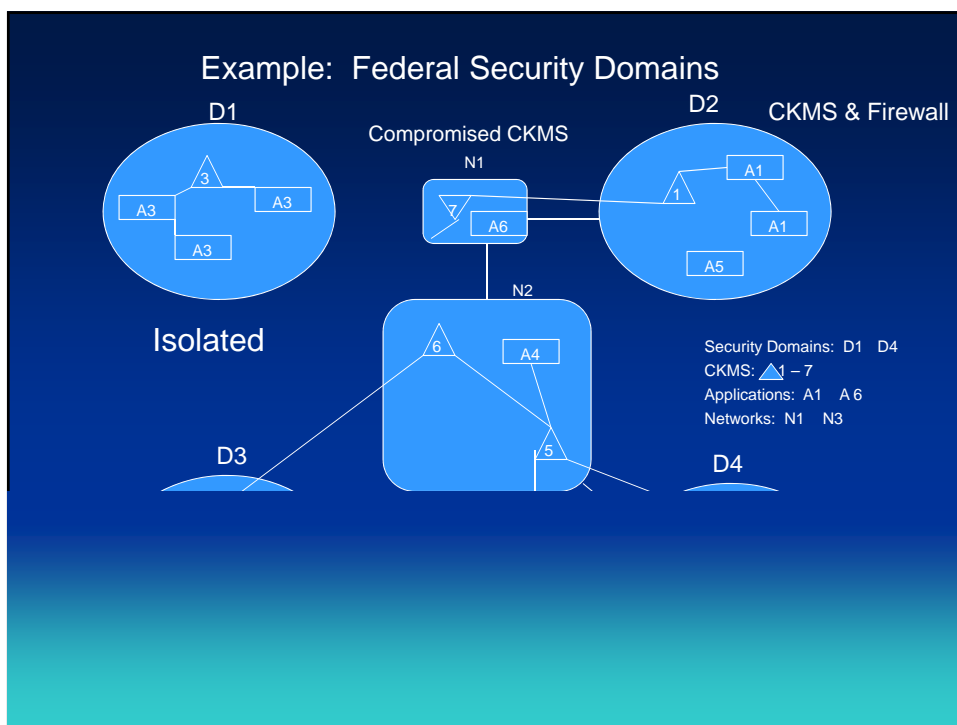 Example: Federal Security Domains
D1
D2
CKMS & Firewall
Compromised CKMS
N1
3
A3
A3
A3
7
A6
1
A1
A1
A5
N2
Isolated
6
A4
5
Security Domains: D1 D4
CKMS: 1 – 7
Applications: A1 A 6
Networks: N1 N3
D3
D4